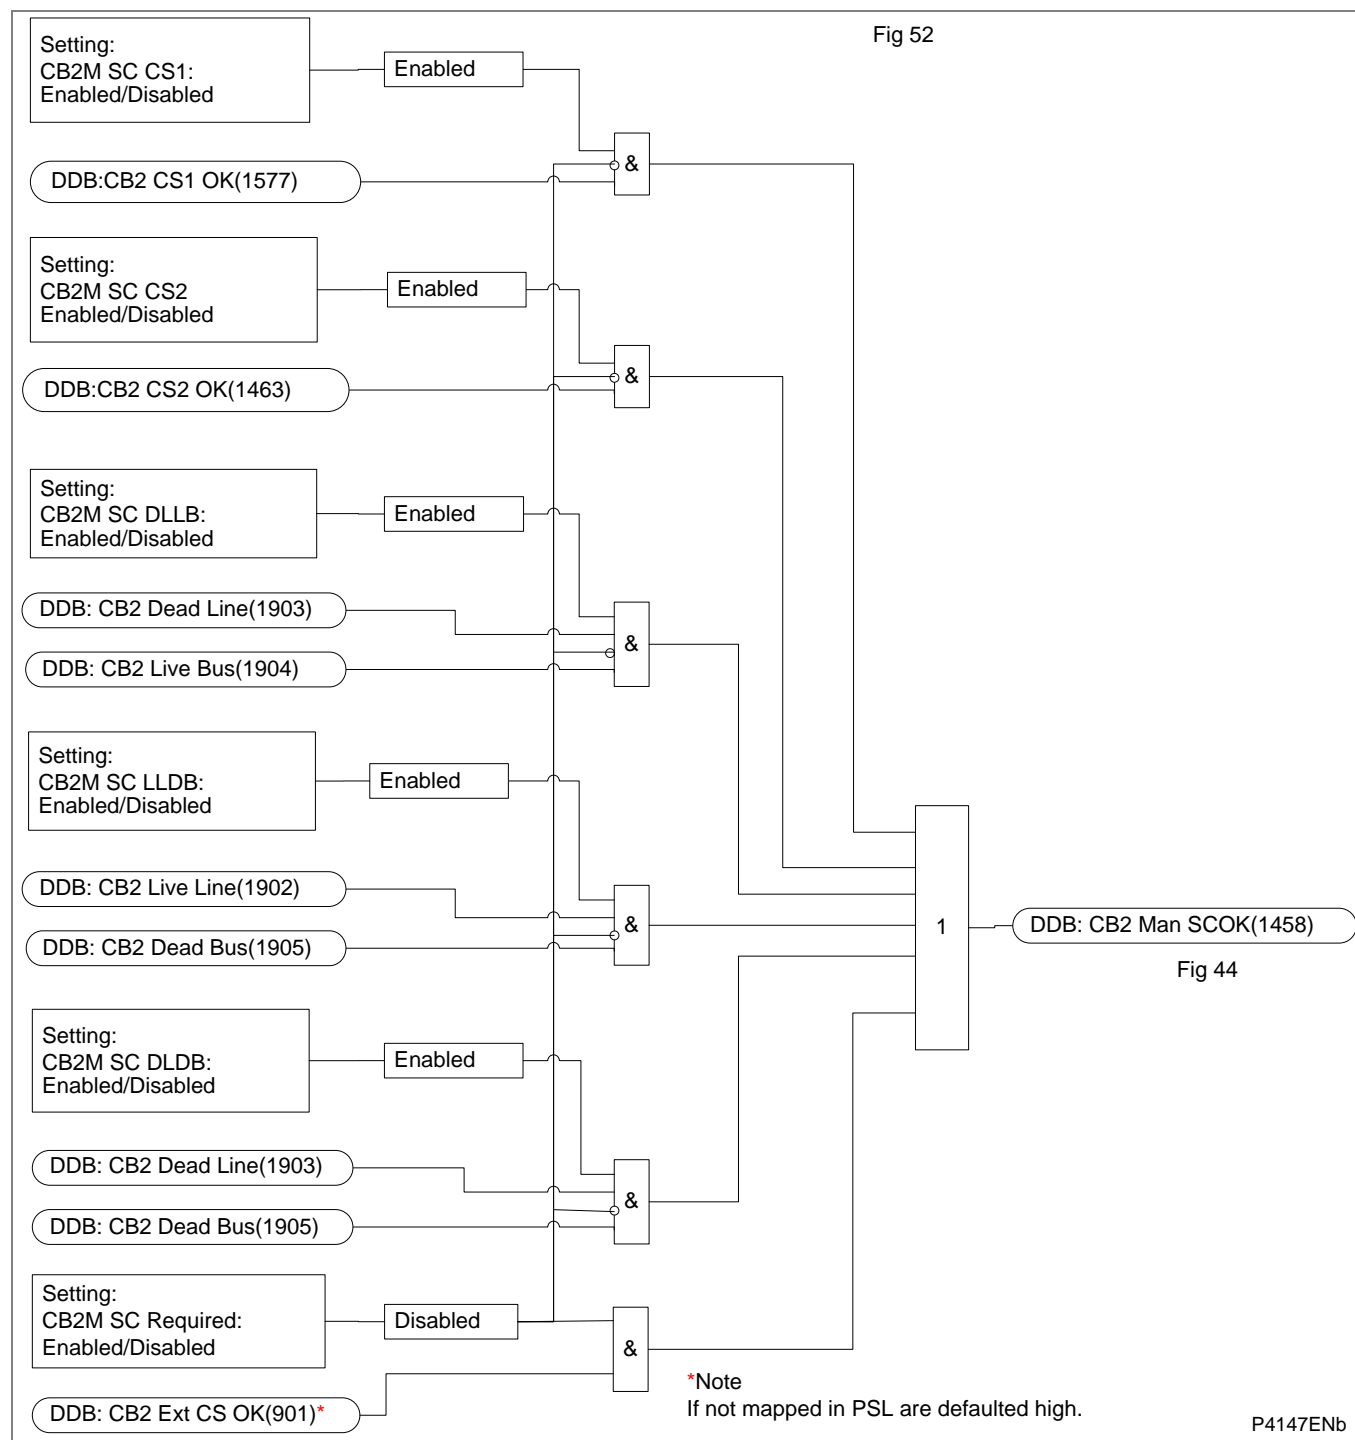 Fig 52
Setting:
CB2M SC CS1:
Enabled/Disabled
Enabled
&
DDB:CB2 CS1 OK(1577)
Setting:
CB2M SC CS2
Enabled/Disabled
Enabled
&
DDB:CB2 CS2 OK(1463)
Setting:
CB2M SC DLLB:
Enabled/Disabled
Enabled
DDB: CB2 Dead Line(1903)
&
DDB: CB2 Live Bus(1904)
Setting:
CB2M SC LLDB:
Enabled/Disabled
Enabled
DDB: CB2 Live Line(1902)
&
DDB: CB2 Dead Bus(1905)
1
DDB: CB2 Man SCOK(1458)
Fig 44
Setting:
CB2M SC DLDB:
Enabled/Disabled
Enabled
DDB: CB2 Dead Line(1903)
&
DDB: CB2 Dead Bus(1905)
Setting:
CB2M SC Required:
Enabled/Disabled
Disabled
&
DDB: CB2 Ext CS OK(901)*
*Note
If not mapped in PSL are defaulted high.
P4147ENb